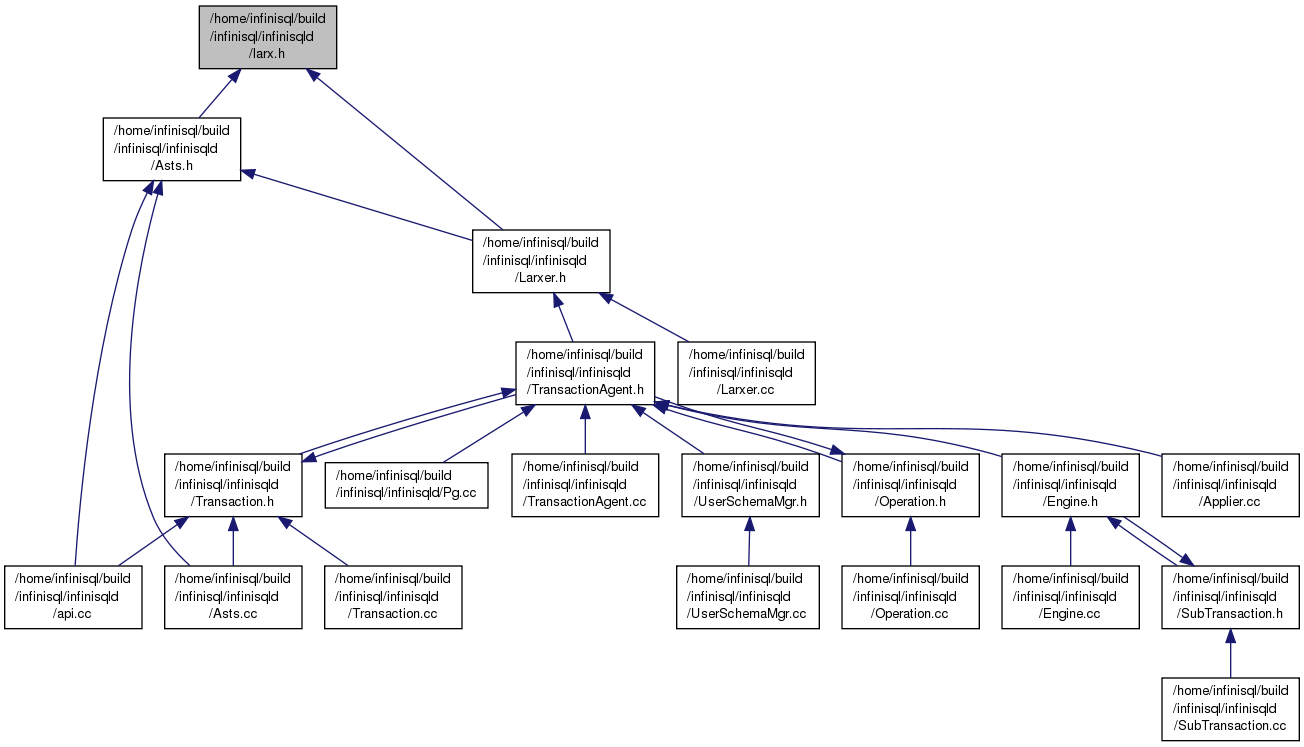 /home/infinisql/build
/infinisql/infinisqld
/larx.h
/home/infinisql/build
/infinisql/infinisqld
/Asts.h
/home/infinisql/build
/infinisql/infinisqld
/Larxer.h
/home/infinisql/build
/infinisql/infinisqld
/TransactionAgent.h
/home/infinisql/build
/infinisql/infinisqld
/Larxer.cc
/home/infinisql/build
/infinisql/infinisqld
/Transaction.h
/home/infinisql/build
/infinisql/infinisqld/Pg.cc
/home/infinisql/build
/infinisql/infinisqld
/TransactionAgent.cc
/home/infinisql/build
/infinisql/infinisqld
/UserSchemaMgr.h
/home/infinisql/build
/infinisql/infinisqld
/Operation.h
/home/infinisql/build
/infinisql/infinisqld
/Engine.h
/home/infinisql/build
/infinisql/infinisqld
/Applier.cc
/home/infinisql/build
/infinisql/infinisqld
/api.cc
/home/infinisql/build
/infinisql/infinisqld
/Asts.cc
/home/infinisql/build
/infinisql/infinisqld
/Transaction.cc
/home/infinisql/build
/infinisql/infinisqld
/UserSchemaMgr.cc
/home/infinisql/build
/infinisql/infinisqld
/Operation.cc
/home/infinisql/build
/infinisql/infinisqld
/Engine.cc
/home/infinisql/build
/infinisql/infinisqld
/SubTransaction.h
/home/infinisql/build
/infinisql/infinisqld
/SubTransaction.cc